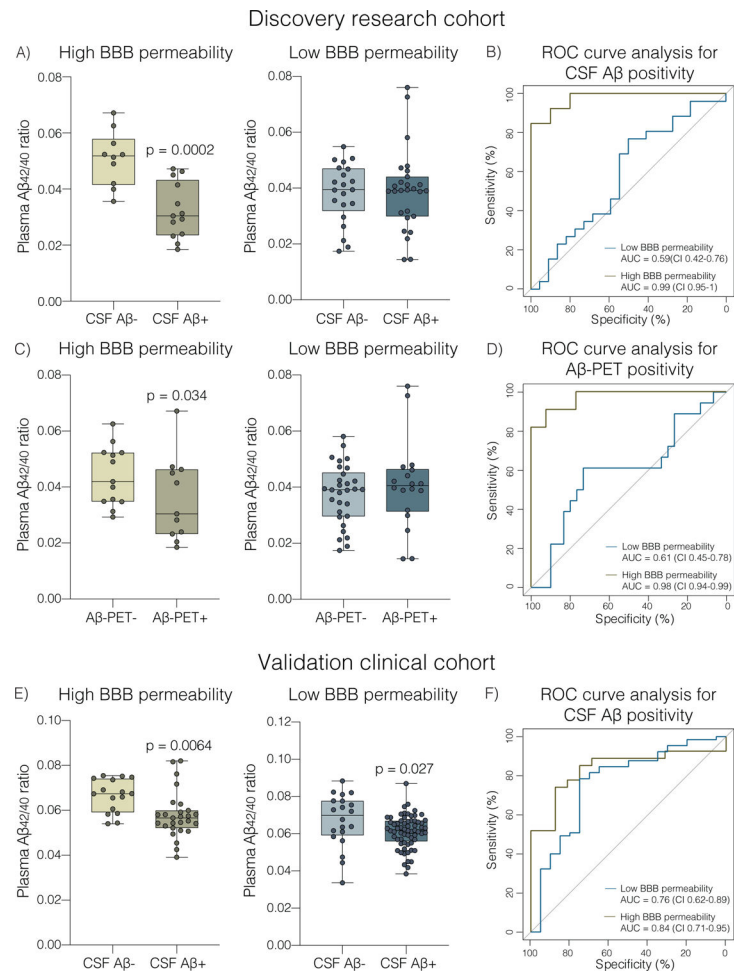 Discovery research cohort
A)
High BBB permeability
Plasma Aβ42/40 ratio
0.08
0.06
0.04
0.02
0.00
p = 0.0002
CSF Aβ-
CSF Aβ+
Low BBB permeability
Plasma Aβ42/40 ratio
0.08
0.06
0.04
0.02
0.00
CSF Aβ-
CSF Aβ+
B)
ROC curve analysis for
CSF Aβ positivity
Sensitivity (%)
100
80
60
40
20
0
Low BBB permeability
AUC = 0.59(CI 0.42-0.76)
High BBB permeability
AUC = 0.99 (CI 0.95-1)
100
80
60
40
20
0
Specificity (%)
C)
High BBB permeability
Plasma Aβ42/40 ratio
0.08
0.06
0.04
0.02
0.00
p = 0.034
Aβ-PET-
Aβ-PET+
Low BBB permeability
Plasma Aβ42/40 ratio
0.08
0.06
0.04
0.02
0.00
Aβ-PET-
Aβ-PET+
D)
ROC curve analysis for
Aβ-PET positivity
Sensitivity (%)
100
80
60
40
20
0
Low BBB permeability
AUC = 0.61 (CI 0.45-0.78)
High BBB permeability
AUC = 0.98 (CI 0.94-0.99)
100
80
60
40
20
0
Specificity (%)
Validation clinical cohort
E)
High BBB permeability
Plasma Aβ42/40 ratio
0.10
0.08
0.06
0.04
0.02
0.00
p = 0.0064
CSF Aβ-
CSF Aβ+
Low BBB permeability
Plasma Aβ42/40 ratio
0.12
0.10
0.08
0.06
0.04
0.02
0.00
p = 0.027
CSF Aβ-
CSF Aβ+
F)
ROC curve analysis for
CSF Aβ positivity
Sensitivity (%)
100
80
60
40
20
0
Low BBB permeability
AUC = 0.76 (CI 0.62-0.89)
High BBB permeability
AUC = 0.84 (CI 0.71-0.95)
100
80
60
40
20
0
Specificity (%)